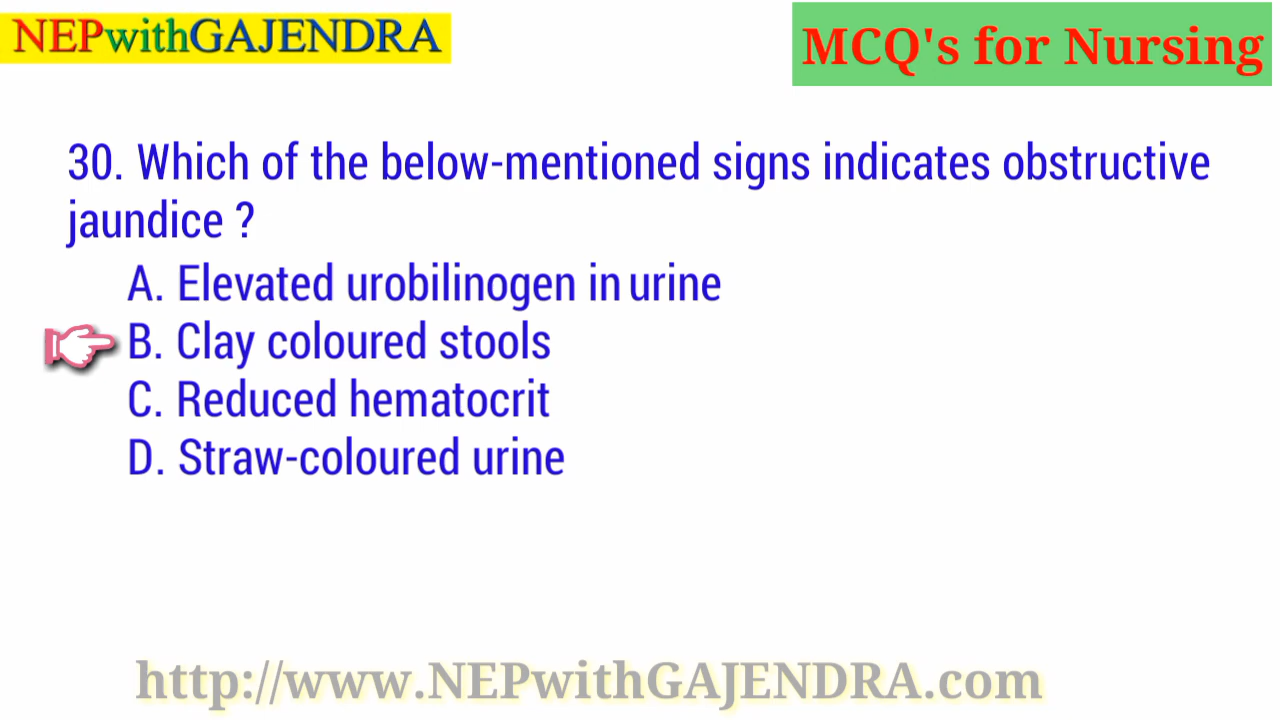 NEPwithGAJENDRA
MCQ's for Nursing
30. Which of the below-mentioned signs indicates obstructive
jaundice ?
A. Elevated urobilinogen in urine
B. Clay coloured stools
C. Reduced hematocrit
D. Straw-coloured urine
http://www.NEPwithGAJENDRA.com